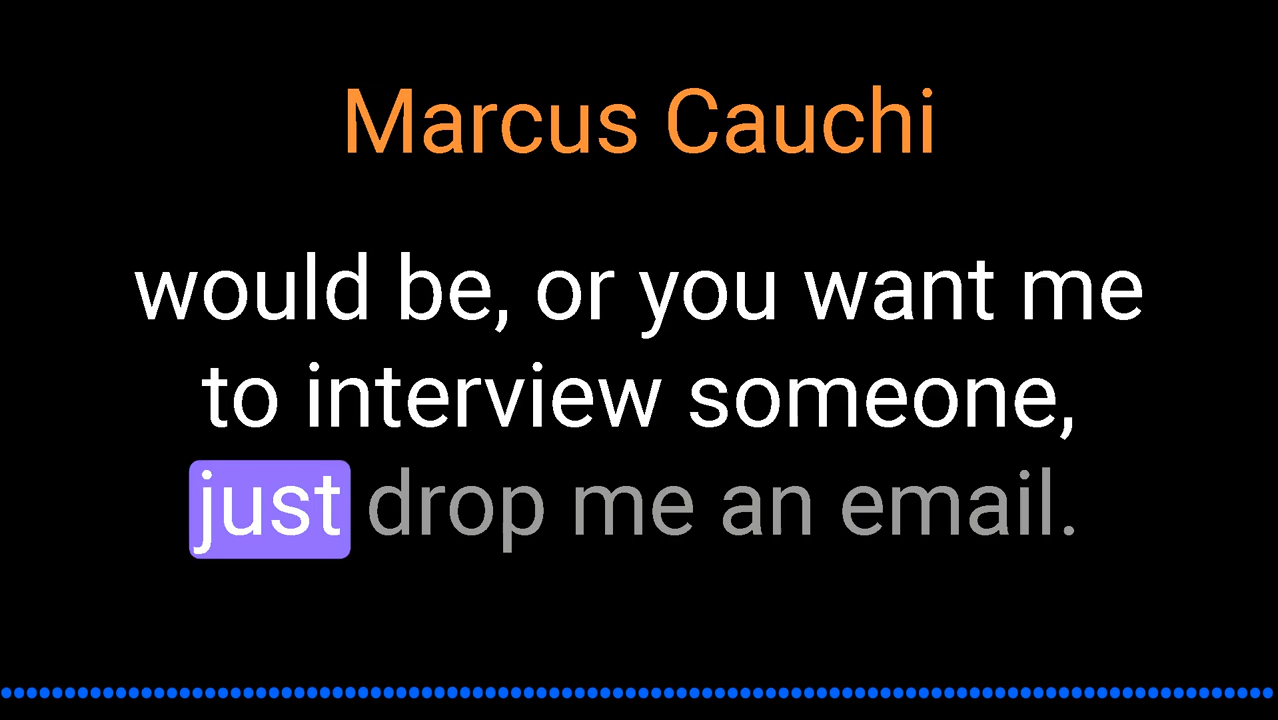 Marcus Cauchi
would be, or you want me
to interview someone,
just drop me an email.